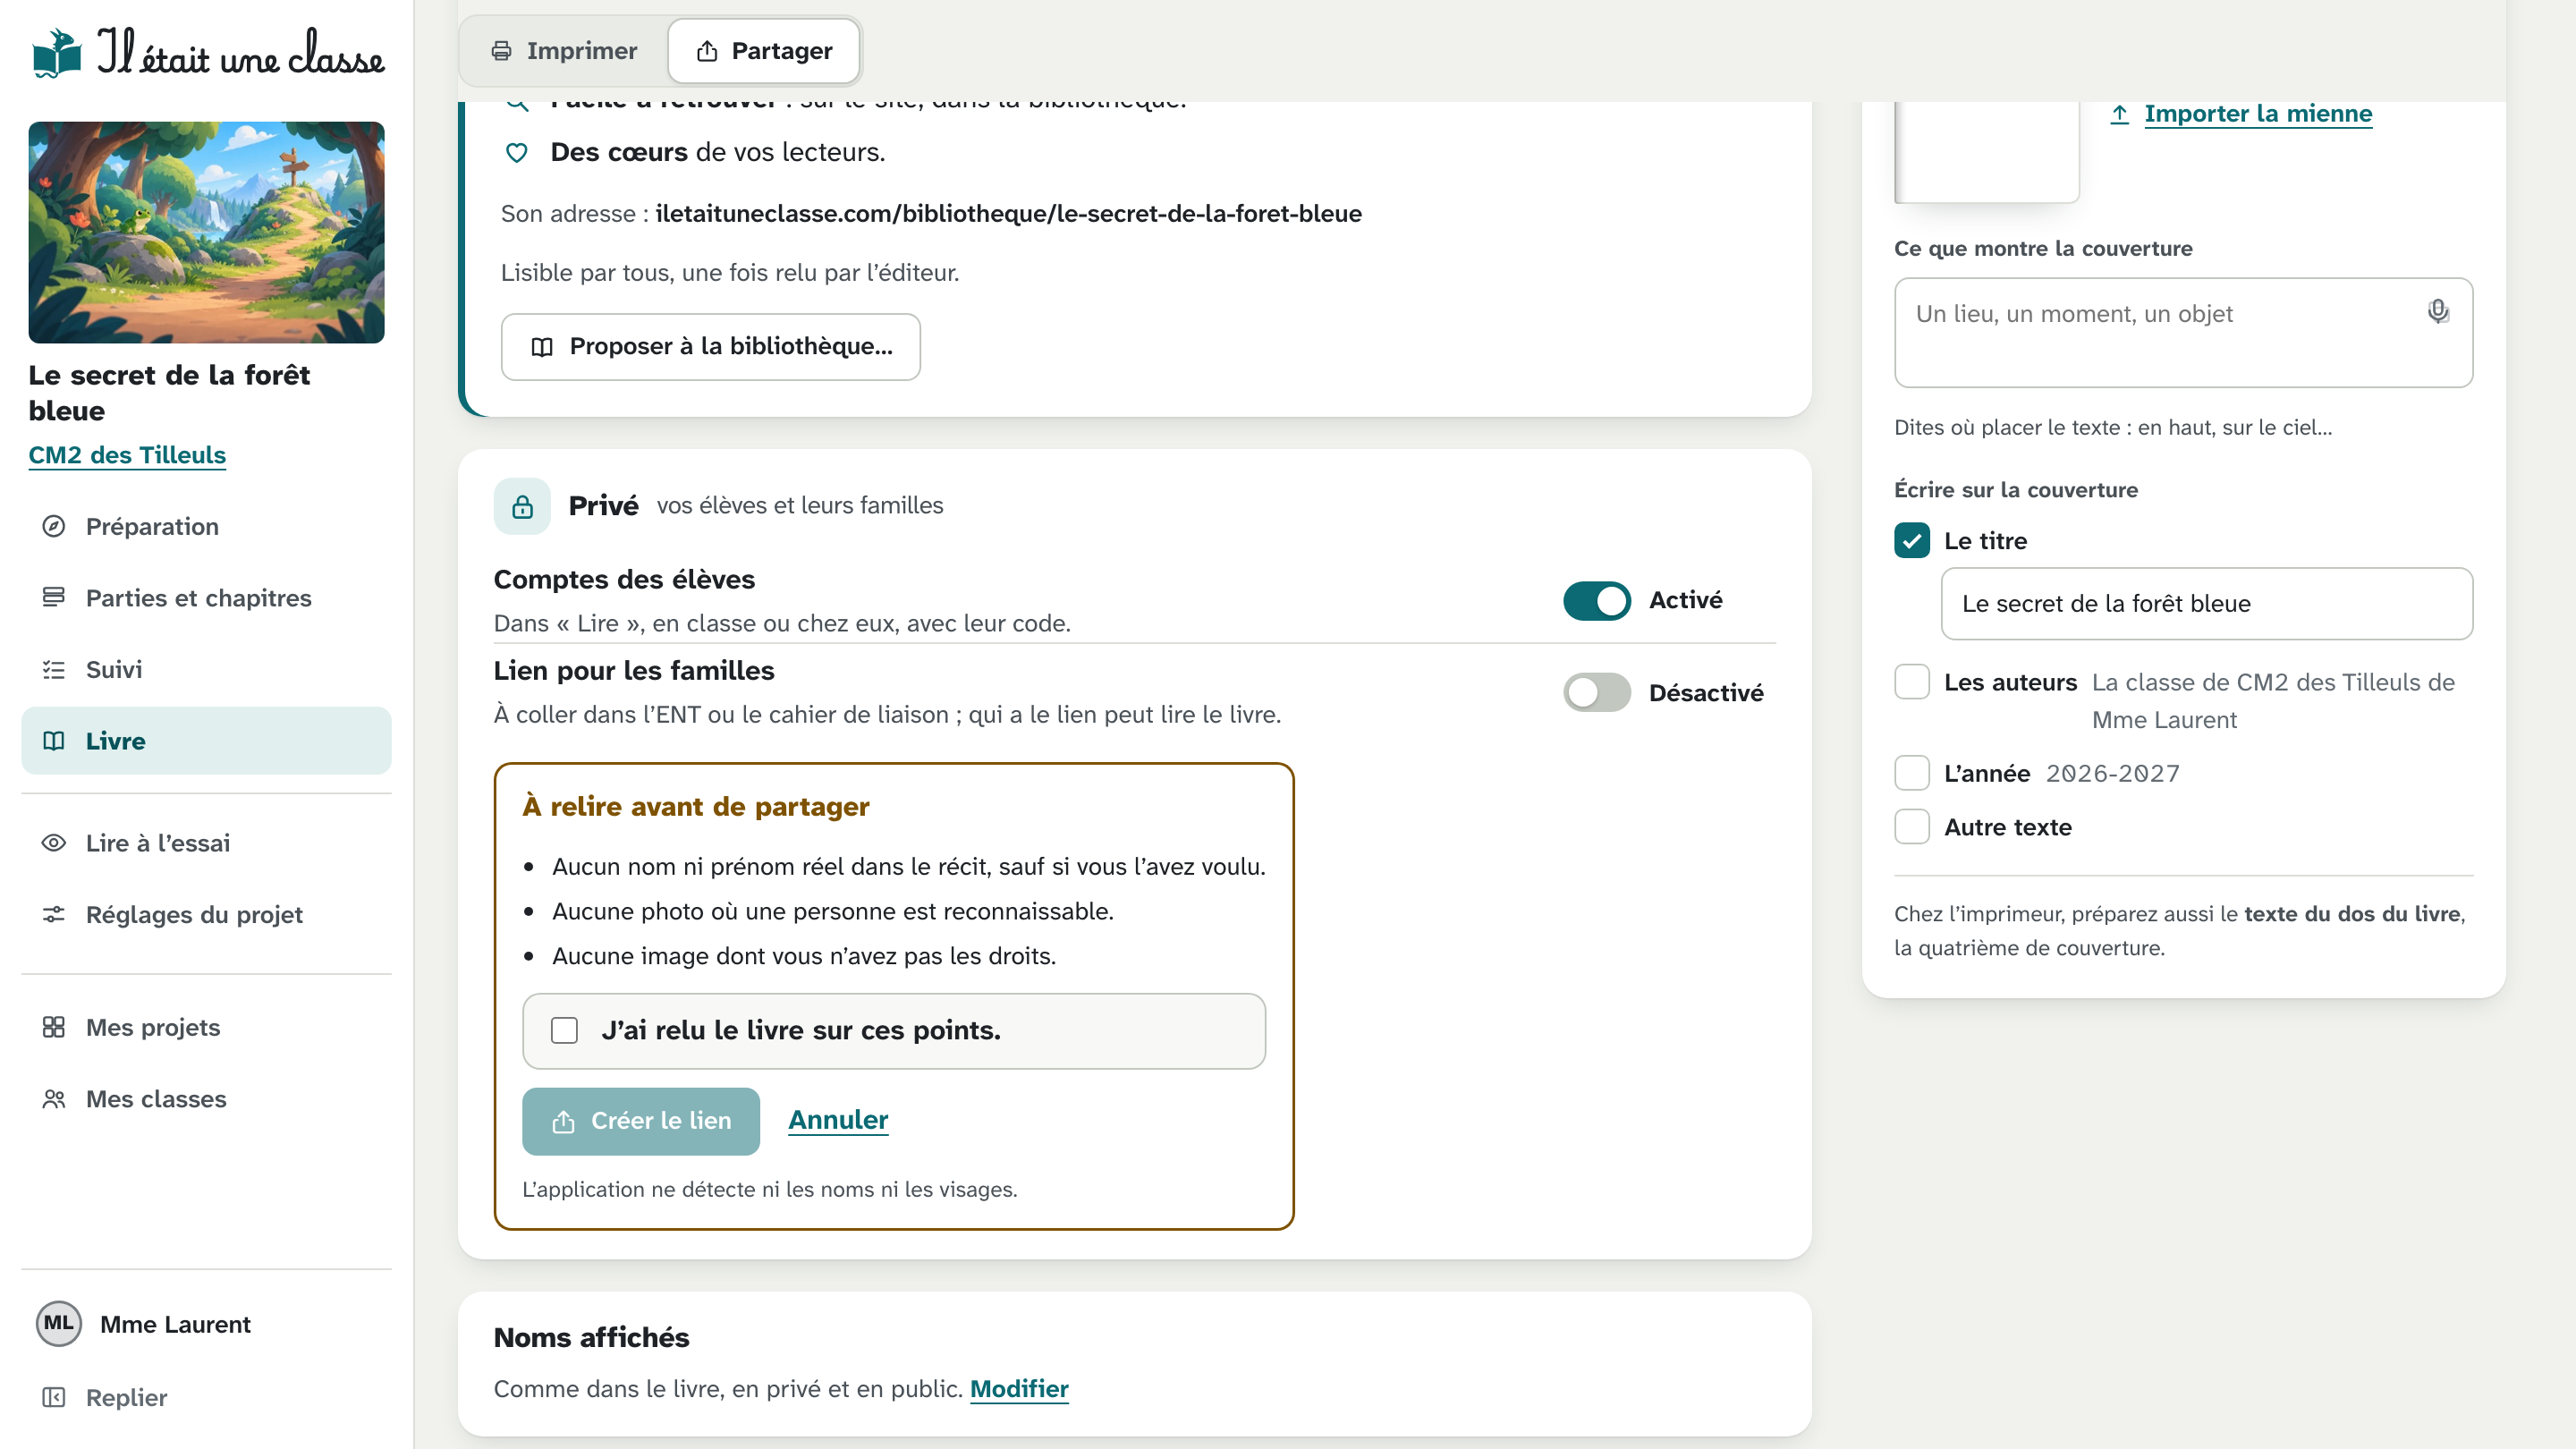 Il était une classe
Le secret de la forêt
bleue
CM2 des Tilleuls
Préparation
Parties et chapitres
Suivi
Livre
Lire à l’essai
Réglages du projet
Mes projets
Mes classes
ML
Mme Laurent
Replier
Imprimer
Partager
Facile à retrouver : sur le site, dans la bibliothèque.
Des cœurs de vos lecteurs.
Son adresse : iletaituneclasse.com/bibliotheque/le-secret-de-la-foret-bleue
Lisible par tous, une fois relu par l’éditeur.
Proposer à la bibliothèque…
Privé vos élèves et leurs familles
Comptes des élèves
Dans « Lire », en classe ou chez eux, avec leur code.
Activé
Lien pour les familles
À coller dans l’ENT ou le cahier de liaison ; qui a le lien peut lire le livre.
Désactivé
À relire avant de partager
Aucun nom ni prénom réel dans le récit, sauf si vous l’avez voulu.
Aucune photo où une personne est reconnaissable.
Aucune image dont vous n’avez pas les droits.
J’ai relu le livre sur ces points.
Créer le lien
Annuler
L’application ne détecte ni les noms ni les visages.
Noms affichés
Comme dans le livre, en privé et en public. Modifier
Importer la mienne
Ce que montre la couverture
Un lieu, un moment, un objet
Dites où placer le texte : en haut, sur le ciel…
Écrire sur la couverture
Le titre
Le secret de la forêt bleue
Les auteurs La classe de CM2 des Tilleuls de
Mme Laurent
L’année 2026-2027
Autre texte
Chez l’imprimeur, préparez aussi le texte du dos du livre,
la quatrième de couverture.